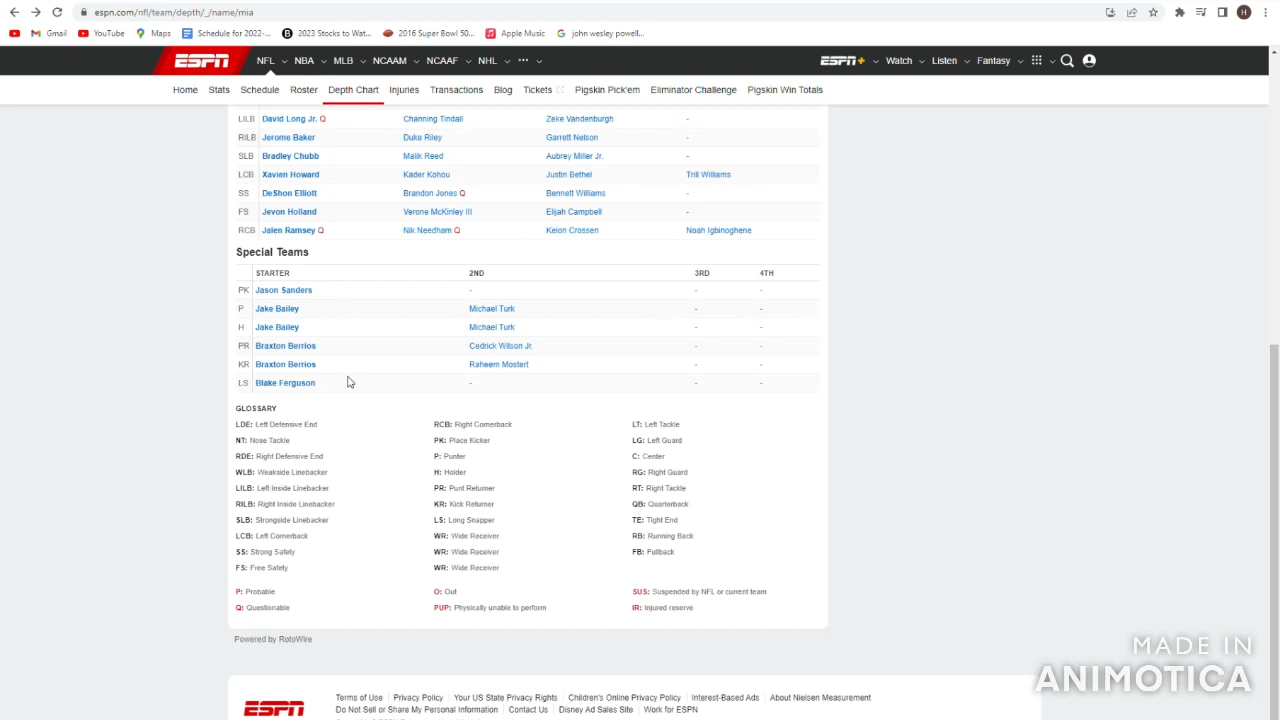 espn.com/nfl/team/depth/_/name/mia
Gmail YouTube Maps Schedule for 2022-... 2023 Stocks to Wat... 2016 Super Bowl 50... Apple Music john wesley powell...
H
ESPN NFL NBA MLB NCAAM NCAAF NHL ••• ESPN+ Watch Listen Fantasy
Home Stats Schedule Roster Depth Chart Injuries Transactions Blog Tickets Pigskin Pick'em Eliminator Challenge Pigskin Win Totals
LILB David Long Jr. Q Channing Tindall Zeke Vandenburgh -
RILB Jerome Baker Duke Riley Garrett Nelson -
SLB Bradley Chubb Malik Reed Aubrey Miller Jr. -
LCB Xavien Howard Kader Kohou Justin Bethel Trill Williams
SS DeShon Elliott Brandon Jones Q Bennett Williams -
FS Jevon Holland Verone McKinley III Elijah Campbell -
RCB Jalen Ramsey Q Nik Needham Q Keion Crossen Noah Igbinoghene
Special Teams
STARTER 2ND 3RD 4TH
PK Jason Sanders - - -
P Jake Bailey Michael Turk - -
H Jake Bailey Michael Turk - -
PR Braxton Berrios Cedrick Wilson Jr. - -
KR Braxton Berrios Raheem Mostert - -
LS Blake Ferguson - - -
GLOSSARY
LDE: Left Defensive End RCB: Right Cornerback LT: Left Tackle
NT: Nose Tackle PK: Place Kicker LG: Left Guard
RDE: Right Defensive End P: Punter C: Center
WLB: Weakside Linebacker H: Holder RG: Right Guard
LILB: Left Inside Linebacker PR: Punt Returner RT: Right Tackle
RILB: Right Inside Linebacker KR: Kick Returner QB: Quarterback
SLB: Strongside Linebacker LS: Long Snapper TE: Tight End
LCB: Left Cornerback WR: Wide Receiver RB: Running Back
SS: Strong Safety WR: Wide Receiver FB: Fullback
FS: Free Safety WR: Wide Receiver
P: Probable O: Out SUS: Suspended by NFL or current team
Q: Questionable PUP: Physically unable to perform IR: Injured reserve
Powered by RotoWire
MADE IN
ANIMOTICA
ESPN
Terms of Use Privacy Policy Your US State Privacy Rights Children's Online Privacy Policy Interest-Based Ads About Nielsen Measurement
Do Not Sell or Share My Personal Information Contact Us Disney Ad Sales Site Work for ESPN